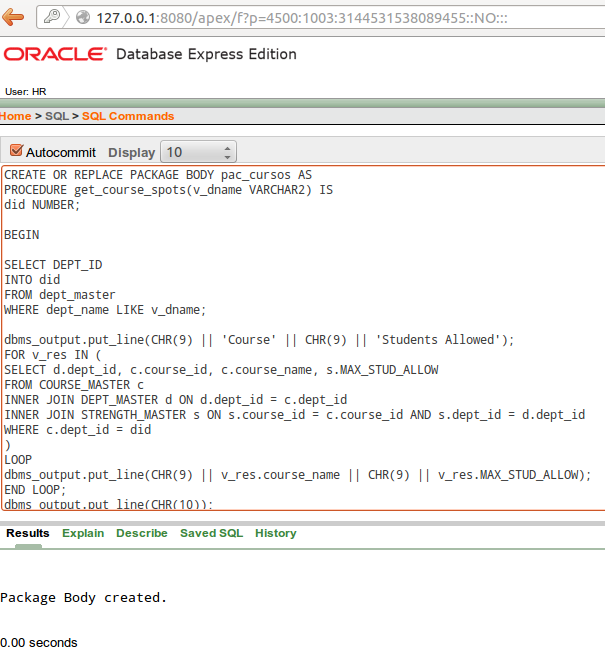 127.0.0.1:8080/apex/f?p=4500:1003:3144531538089455::NO:::
ORACLE Database Express Edition
User: HR
Home > SQL > SQL Commands
Autocommit Display 10
CREATE OR REPLACE PACKAGE BODY pac_cursos AS
PROCEDURE get_course_spots(v_dname VARCHAR2) IS
did NUMBER;
BEGIN
SELECT DEPT_ID
INTO did
FROM dept_master
WHERE dept_name LIKE v_dname;
dbms_output.put_line(CHR(9) || 'Course' || CHR(9) || 'Students Allowed');
FOR v_res IN (
SELECT d.dept_id, c.course_id, c.course_name, s.MAX_STUD_ALLOW
FROM COURSE_MASTER c
INNER JOIN DEPT_MASTER d ON d.dept_id = c.dept_id
INNER JOIN STRENGTH_MASTER s ON s.course_id = c.course_id AND s.dept_id = d.dept_id
WHERE c.dept_id = did
)
LOOP
dbms_output.put_line(CHR(9) || v_res.course_name || CHR(9) || v_res.MAX_STUD_ALLOW);
END LOOP;
dbms_output.put_line(CHR(10));
Results Explain Describe Saved SQL History
Package Body created.
0.00 seconds